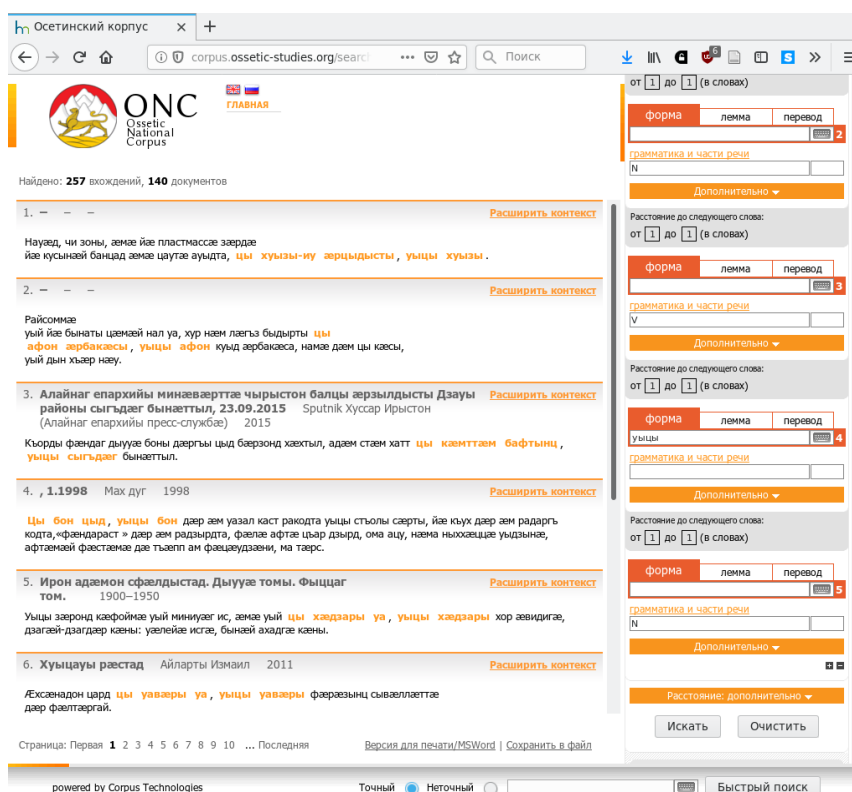 Осетинский корпус
corpus.ossetic-studies.org/search
Поиск
6
ONC
Ossetic
National
Corpus
ГЛАВНАЯ
Найдено: 257 вхождений, 140 документов
1. – – –
Расширить контекст
Науæд, чи зоны, æмæ йæ пластмассæ зæрдæ
йæ кусынæй банцад æмæ цаутæ ауыдта, цы хуызы-иу æрцыдысты, уыцы хуызы.
2. – – –
Расширить контекст
Райсоммæ
уый йæ бынаты цæмæй нал уа, хур нæм лæгъз быдырты цы
афон æрбакæсы, уыцы афон куыд æрбакæса, намæ дæм цы кæсы,
уый дын хъæр нæу.
3. Алайнаг епархийы минæвæрттæ чырыстон балцы æрзылдысты Дзауы
районы сыгъдæг бынæттыл, 23.09.2015 Sputnik Хуссар Ирыстон
(Алайнаг епархийы пресс-службæ) 2015
Расширить контекст
Къорды фæндаг дыууæ боны дæргъы цыд бæрзонд хæхтыл, адæм стæм хатт цы кæмттæм бафтынц,
уыцы сыгъдæг бынæттыл.
4. , 1.1998 Мах дуг 1998
Расширить контекст
Цы бон цыд, уыцы бон дæр æм уазал каст ракодта уыцы стъолы сæрты, йæ къух дæр æм радаргъ
кодта,«фæндараст » дæр æм радзырдта, фæлæ афтæ цъар дзырд, ома ацу, нæма ныххæццæ уыдзынæ,
афтæмæй фæстæмæ дæ тъæпп ам фæцæудзæни, ма тæрс.
5. Ирон адæмон сфæлдыстад. Дыууæ томы. Фыццаг
том. 1900–1950
Расширить контекст
Уыцы зæронд кæфоймæ уый миниуæг ис, æмæ уый цы хæдзары уа, уыцы хæдзары хор æвидигæ,
дзагæй-дзагдæр кæны: уæлейæ исгæ, бынæй ахадгæ кæны.
6. Хуыцауы рæстад Айларты Измаил 2011
Расширить контекст
Æхсæнадон цард цы уавæры уа, уыцы уавæры фæрæзынц сывæллæттæ
дæр фæлтæргай.
Страница: Первая 1 2 3 4 5 6 7 8 9 10 ... Последняя
Версия для печати/MSWord | Сохранить в файл
от 1 до 1 (в словах)
форма лемма перевод
2
грамматика и части речи
N
Дополнительно
Расстояние до следующего слова:
от 1 до 1 (в словах)
форма лемма перевод
3
грамматика и части речи
V
Дополнительно
Расстояние до следующего слова:
от 1 до 1 (в словах)
форма лемма перевод
уыцы 4
грамматика и части речи
Дополнительно
Расстояние до следующего слова:
от 1 до 1 (в словах)
форма лемма перевод
5
грамматика и части речи
N
Дополнительно
Расстояние: дополнительно
Искать Очистить
powered by Corpus Technologies
Точный Неточный Быстрый поиск